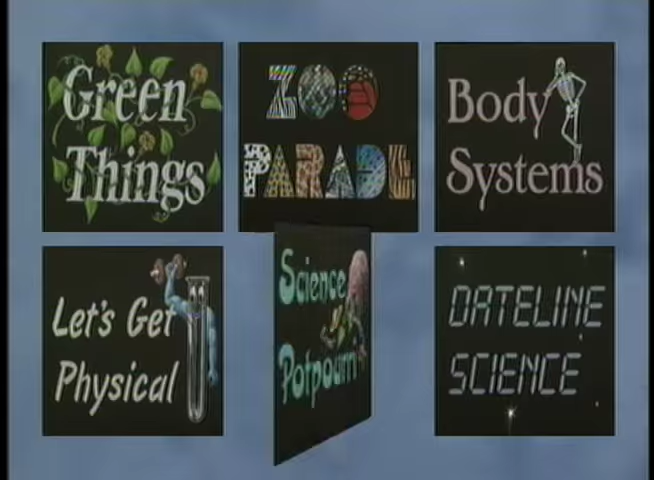 Green
Things
ZOO
PARADE
Body
Systems
Let's Get
Physical
Science
Potpourri
DATELINE
SCIENCE